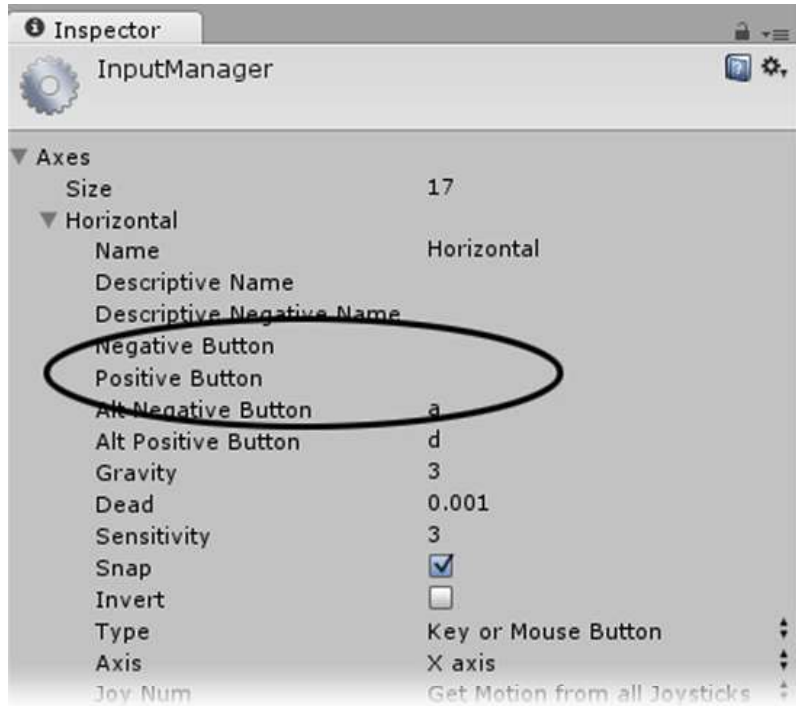 Inspector
InputManager
Axes
Size 17
Horizontal
Name Horizontal
Descriptive Name
Descriptive Negative Name
Negative Button
Positive Button
Alt Negative Button a
Alt Positive Button d
Gravity 3
Dead 0.001
Sensitivity 3
Snap
Invert
Type Key or Mouse Button
Axis X axis
Joy Num Get Motion from all Joysticks